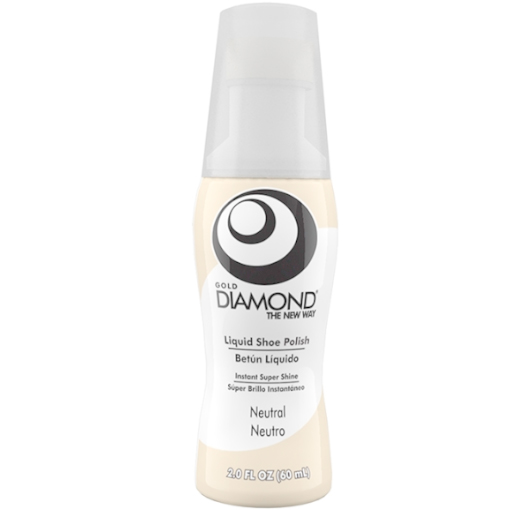 GOLD
DIAMOND®
THE NEW WAY
Liquid Shoe Polish
Betún Líquido
Instant Super Shine
Súper Brillo Instantáneo
Neutral
Neutro
2.0 FL OZ (60 mL)